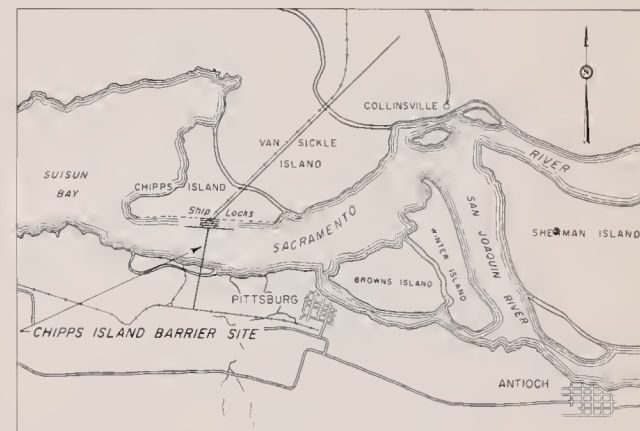 COLLINSVILLE
VAN SICKLE
ISLAND
RIVER
SUISUN
BAY
CHIPPS ISLAND
Ship Locks
SACRAMENTO
SAN JOAQUIN
RIVER
SHERMAN ISLAND
WINTER ISLAND
BROWNS ISLAND
PITTSBURG
CHIPPS ISLAND BARRIER SITE
ANTIOCH